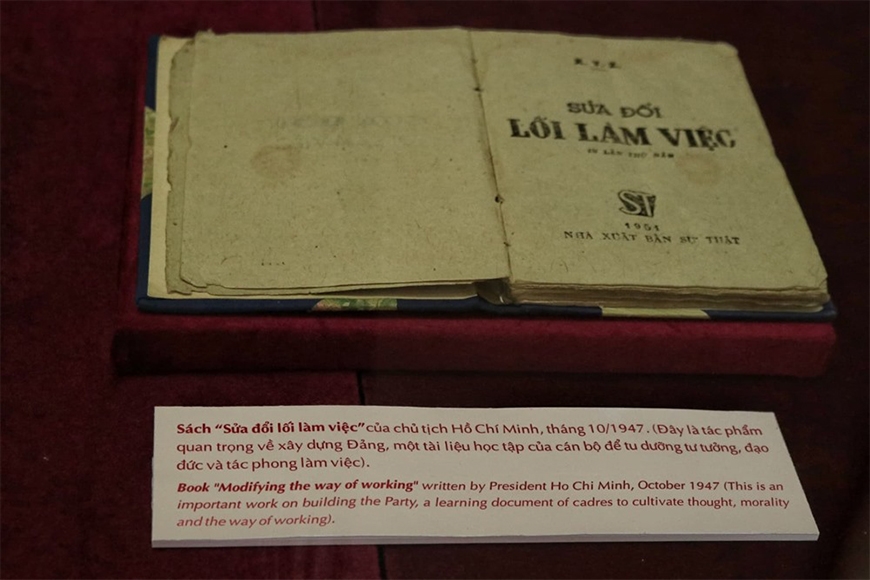 X. Y. Z.
SỬA ĐỔI
LỐI LÀM VIỆC
IN LẦN THỨ NĂM
ST
1951
NHÀ XUẤT BẢN SỰ THẬT
Sách “Sửa đổi lối làm việc” của chủ tịch Hồ Chí Minh, tháng 10/1947. (Đây là tác phẩm
quan trọng về xây dựng Đảng, một tài liệu học tập của cán bộ để tu dưỡng tư tưởng, đạo
đức và tác phong làm việc).
Book "Modifying the way of working" written by President Ho Chi Minh, October 1947 (This is an
important work on building the Party, a learning document of cadres to cultivate thought, morality
and the way of working).